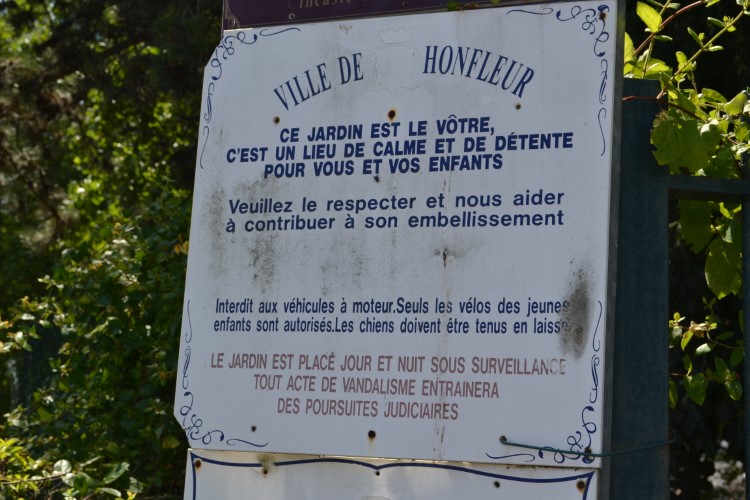 VILLE DE HONFLEUR
CE JARDIN EST LE VÔTRE,
C'EST UN LIEU DE CALME ET DE DÉTENTE
POUR VOUS ET VOS ENFANTS
Veuillez le respecter et nous aider
à contribuer à son embellissement
Interdit aux véhicules à moteur.Seuls les vélos des jeunes
enfants sont autorisés.Les chiens doivent être tenus en laisse
LE JARDIN EST PLACÉ JOUR ET NUIT SOUS SURVEILLANCE
TOUT ACTE DE VANDALISME ENTRAINERA
DES POURSUITES JUDICIAIRES